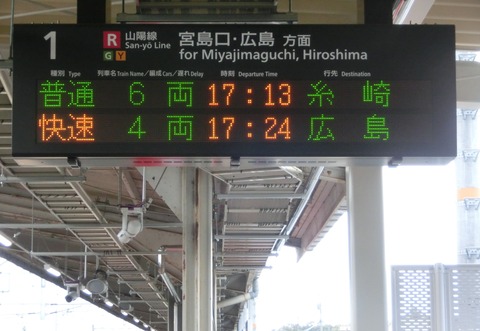 1 R 山陽線 宮島口・広島 方面
G Y San-yō Line for Miyajimaguchi, Hiroshima
種別 Type 列車名 Train Name/編成 Cars/遅れ Delay 時刻 Departure Time 行先 Destination
普通 6 両 17:13 糸崎
快速 4 両 17:24 広島